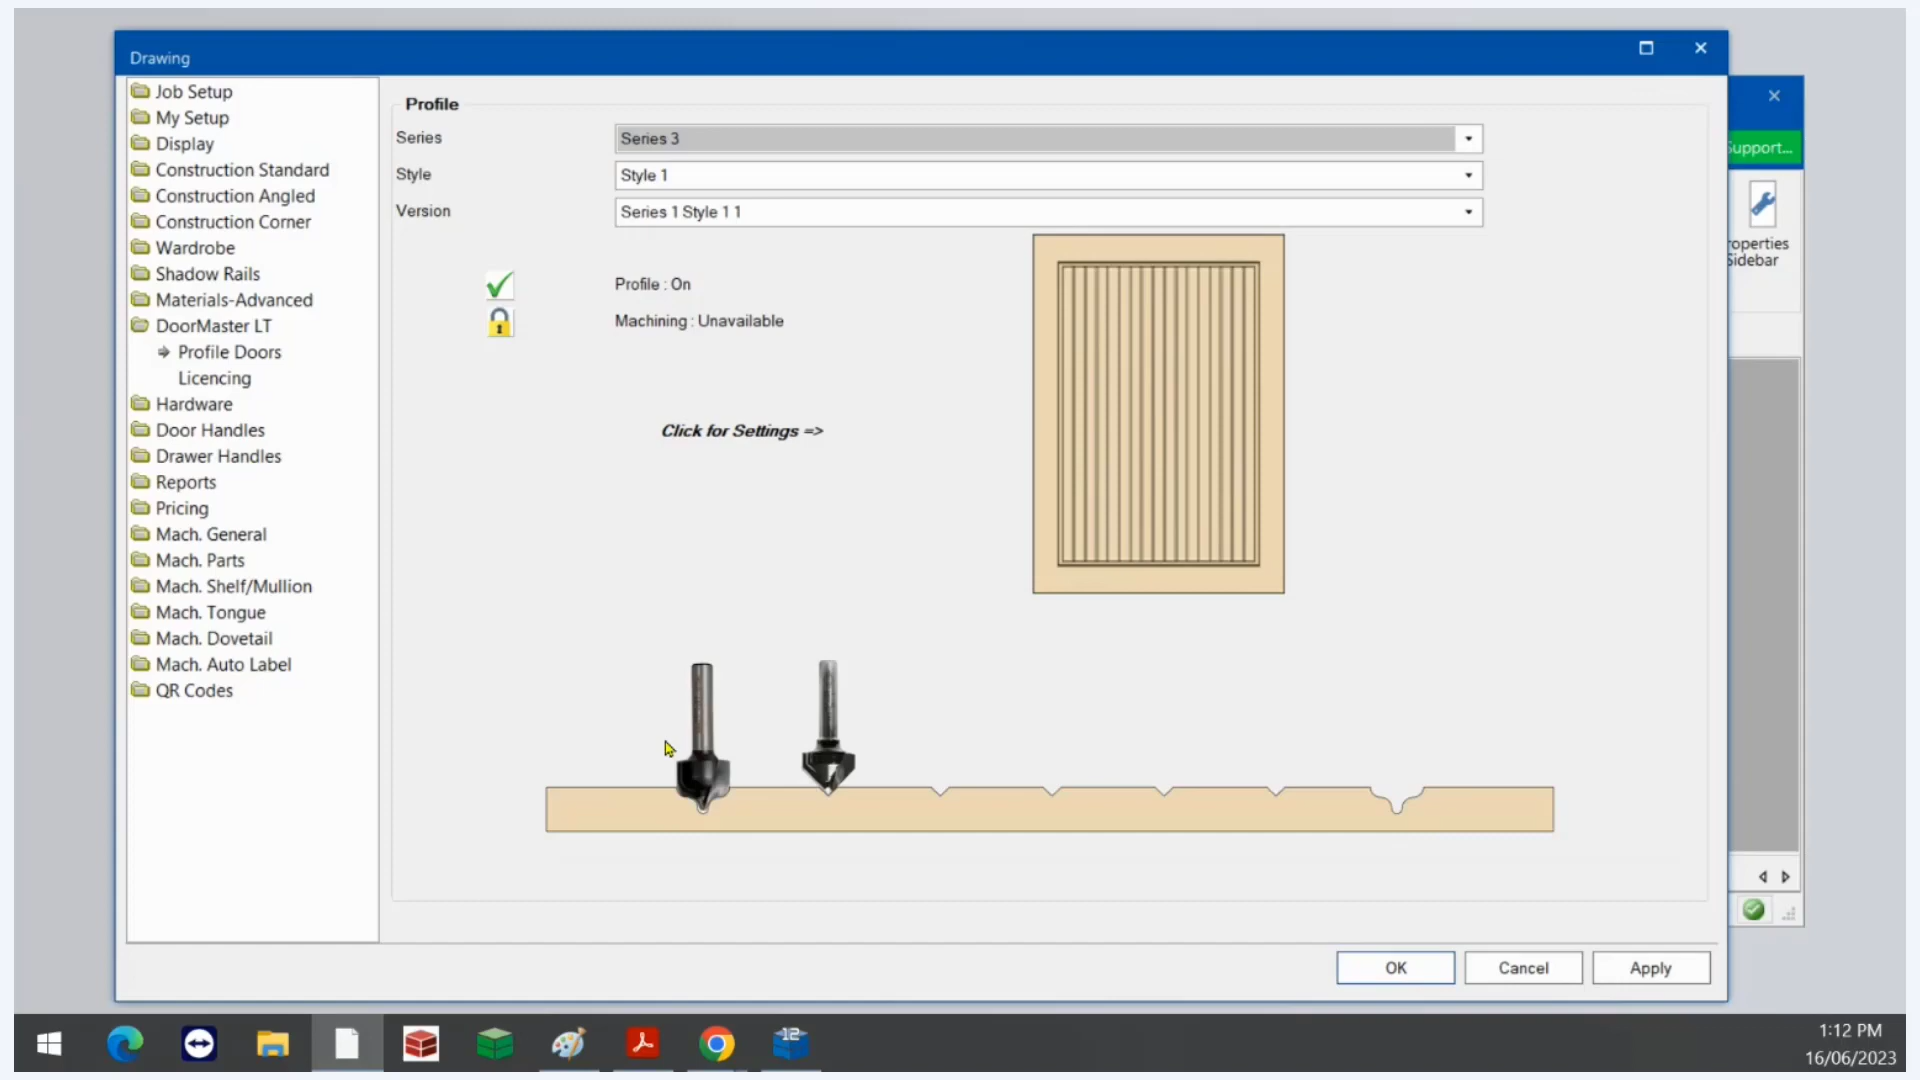 Drawing
Job Setup
My Setup
Display
Construction Standard
Construction Angled
Construction Corner
Wardrobe
Shadow Rails
Materials-Advanced
DoorMaster LT
Profile Doors
Licencing
Hardware
Door Handles
Drawer Handles
Reports
Pricing
Mach. General
Mach. Parts
Mach. Shelf/Mullion
Mach. Tongue
Mach. Dovetail
Mach. Auto Label
QR Codes
Profile
Series
Series 3
Style
Style 1
Version
Series 1 Style 1 1
Profile : On
Machining : Unavailable
Click for Settings =>
OK
Cancel
Apply
Support...
roperties
Sidebar
12
1:12 PM
16/06/2023